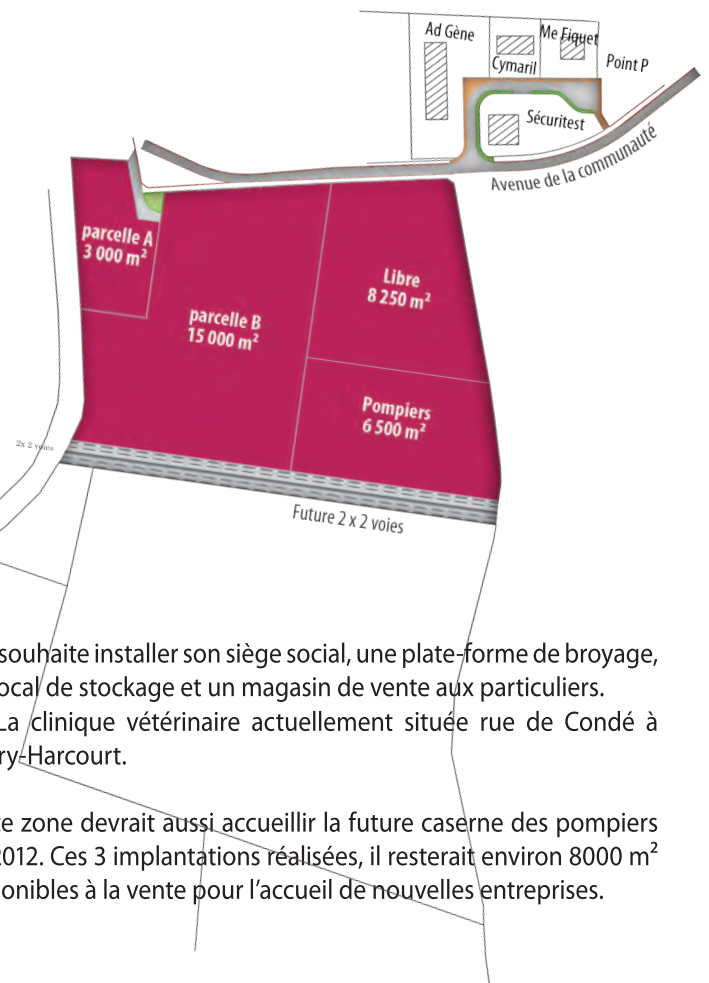 Ad Gène
Me Fiquet
Cymaril
Point P
Sécuritest
Avenue de la communauté
parcelle A
3 000 m²
Libre
8 250 m²
parcelle B
15 000 m²
Pompiers
6 500 m²
2x 2 voies
Future 2 x 2 voies
souhaite installer son siège social, une plate-forme de broyage,
ocal de stockage et un magasin de vente aux particuliers.
La clinique vétérinaire actuellement située rue de Condé à
ry-Harcourt.
te zone devrait aussi accueillir la future caserne des pompiers
2012. Ces 3 implantations réalisées, il resterait environ 8000 m²
onibles à la vente pour l'accueil de nouvelles entreprises.